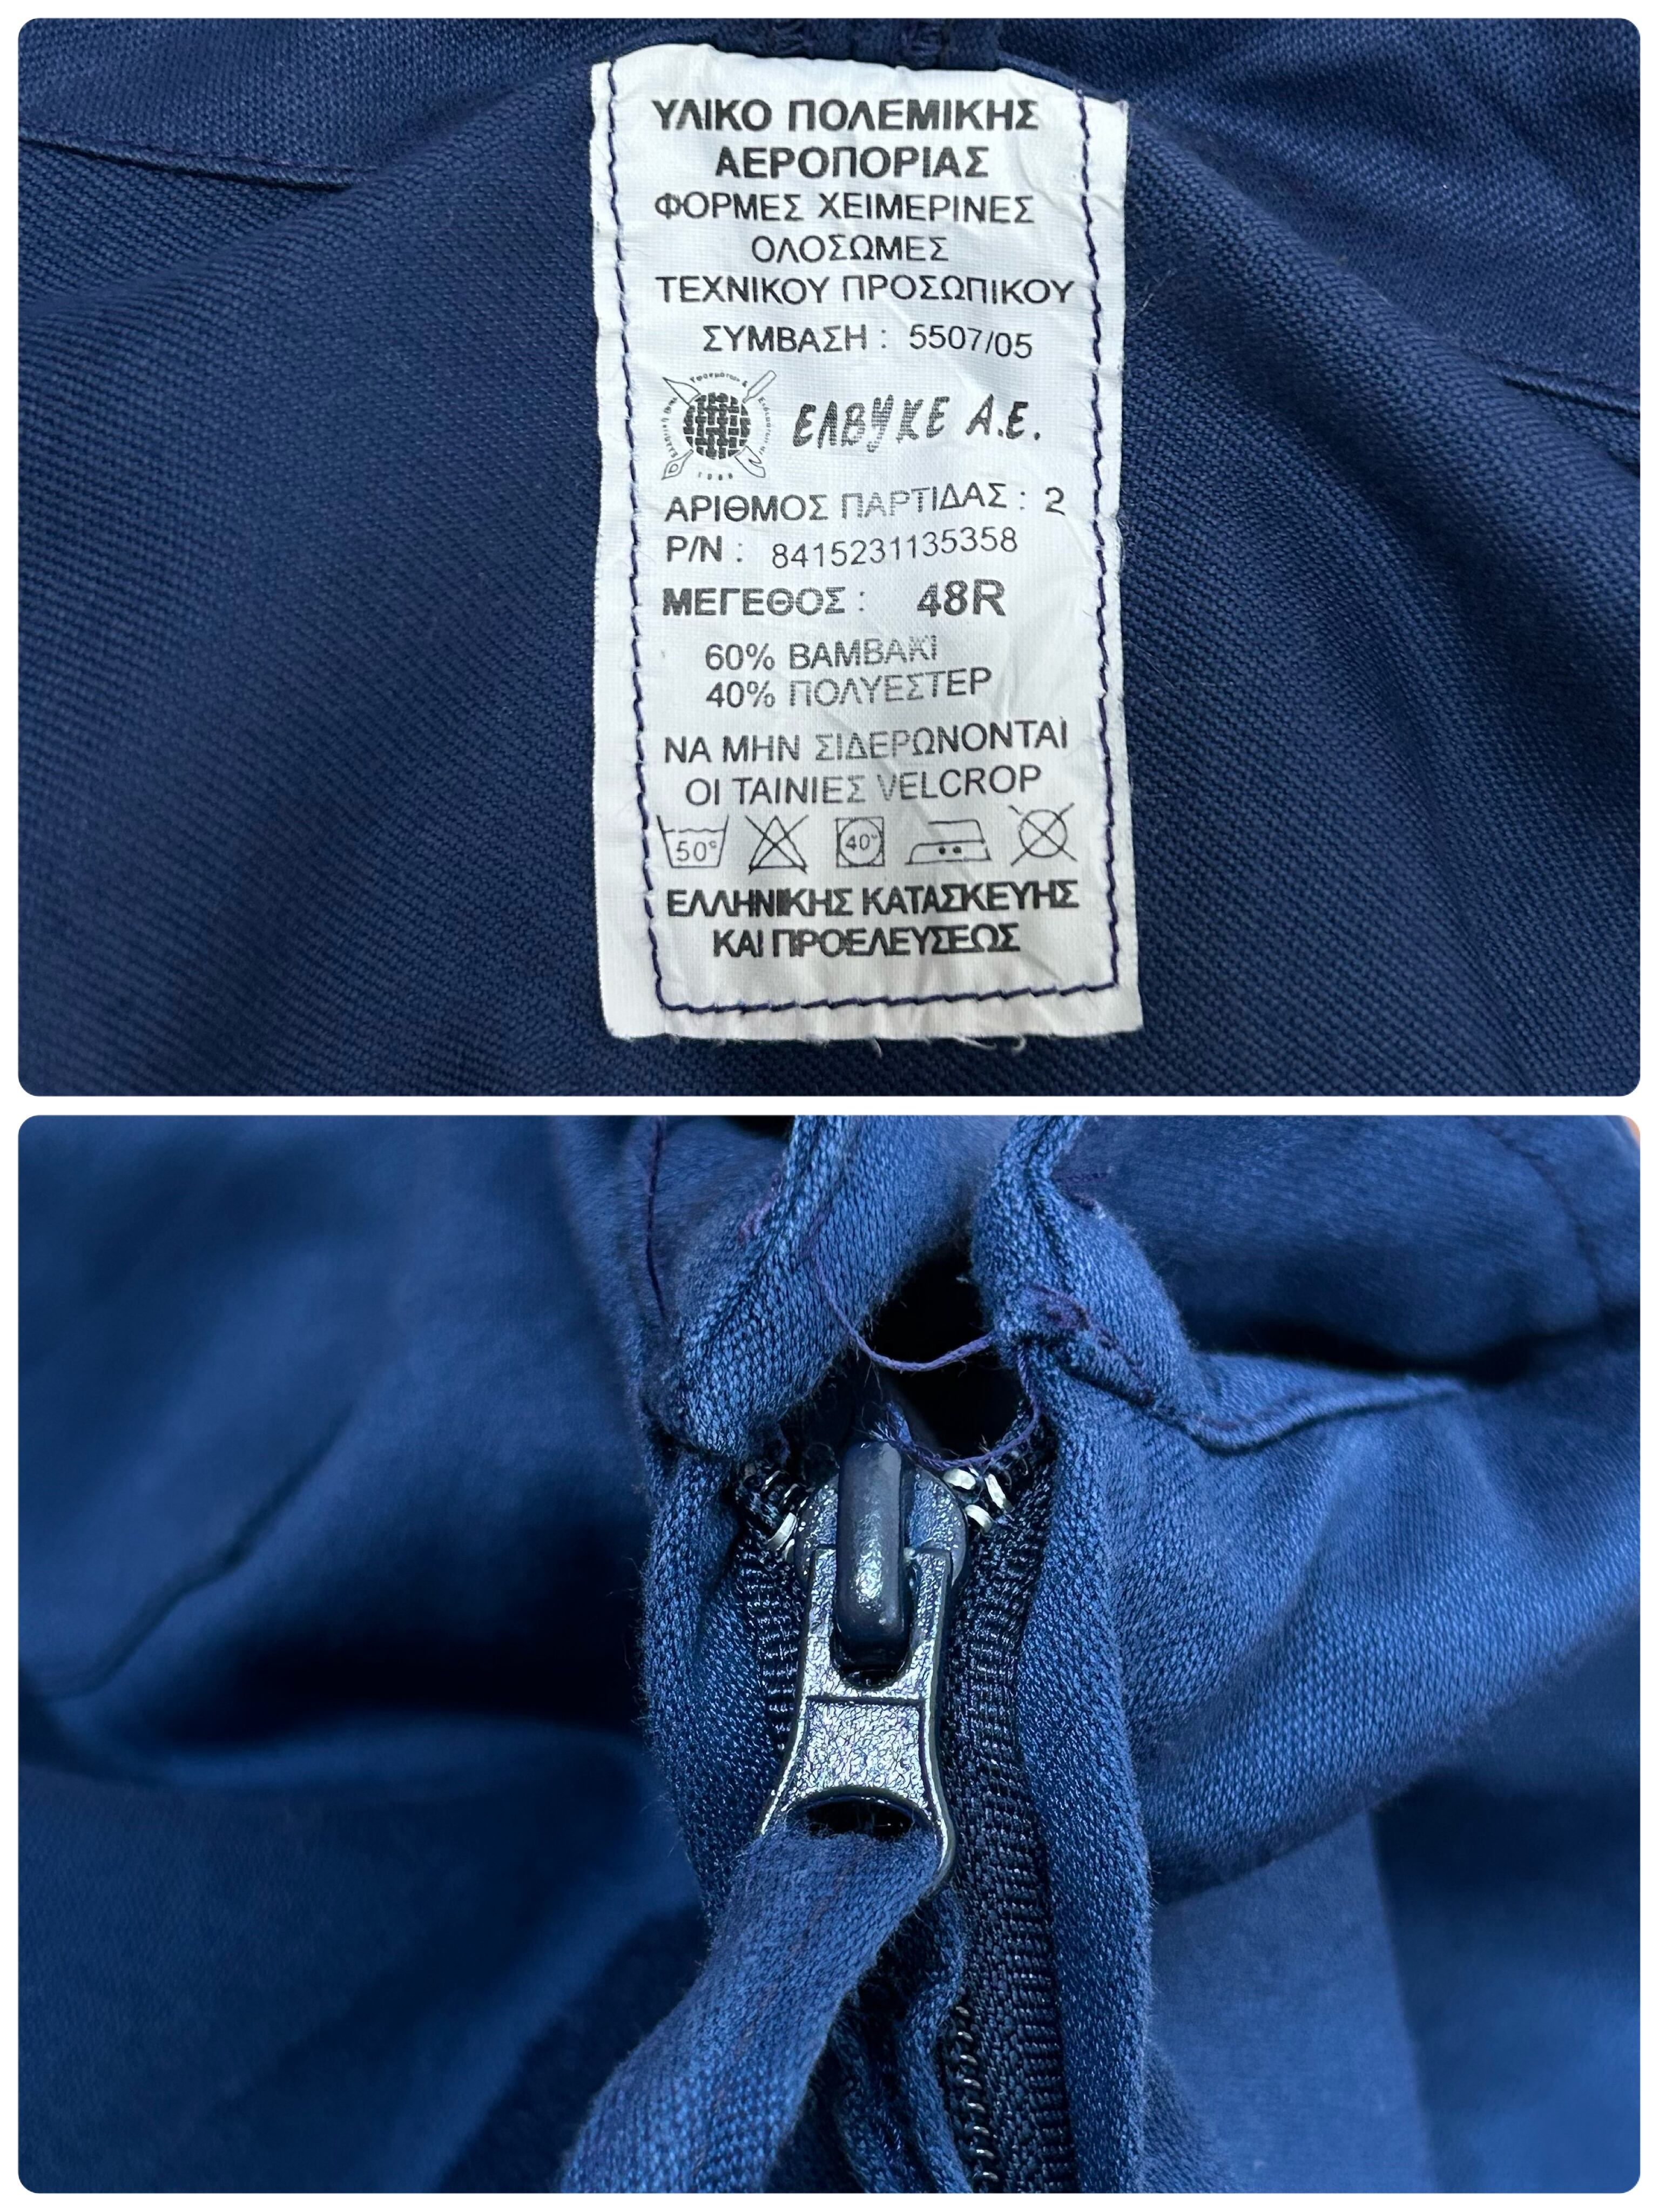 ΥΛΙΚΟ ΠΟΛΕΜΙΚΗΣ
ΑΕΡΟΠΟΡΙΑΣ
ΦΟΡΜΕΣ ΧΕΙΜΕΡΙΝΕΣ
ΟΛΟΣΩΜΕΣ
ΤΕΧΝΙΚΟΥ ΠΡΟΣΩΠΙΚΟΥ
ΣΥΜΒΑΣΗ : 5507/05
ΕΛΒΥΚΕ Α.Ε.
ΑΡΙΘΜΟΣ ΠΑΡΤΙΔΑΣ : 2
P/N : 8415231135358
ΜΕΓΕΘΟΣ : 48R
60% ΒΑΜΒΑΚΙ
40% ΠΟΛΥΕΣΤΕΡ
ΝΑ ΜΗΝ ΣΙΔΕΡΩΝΟΝΤΑΙ
ΟΙ ΤΑΙΝΙΕΣ VELCROP
50° 40°
ΕΛΛΗΝΙΚΗΣ ΚΑΤΑΣΚΕΥΗΣ
ΚΑΙ ΠΡΟΕΛΕΥΣΕΩΣ